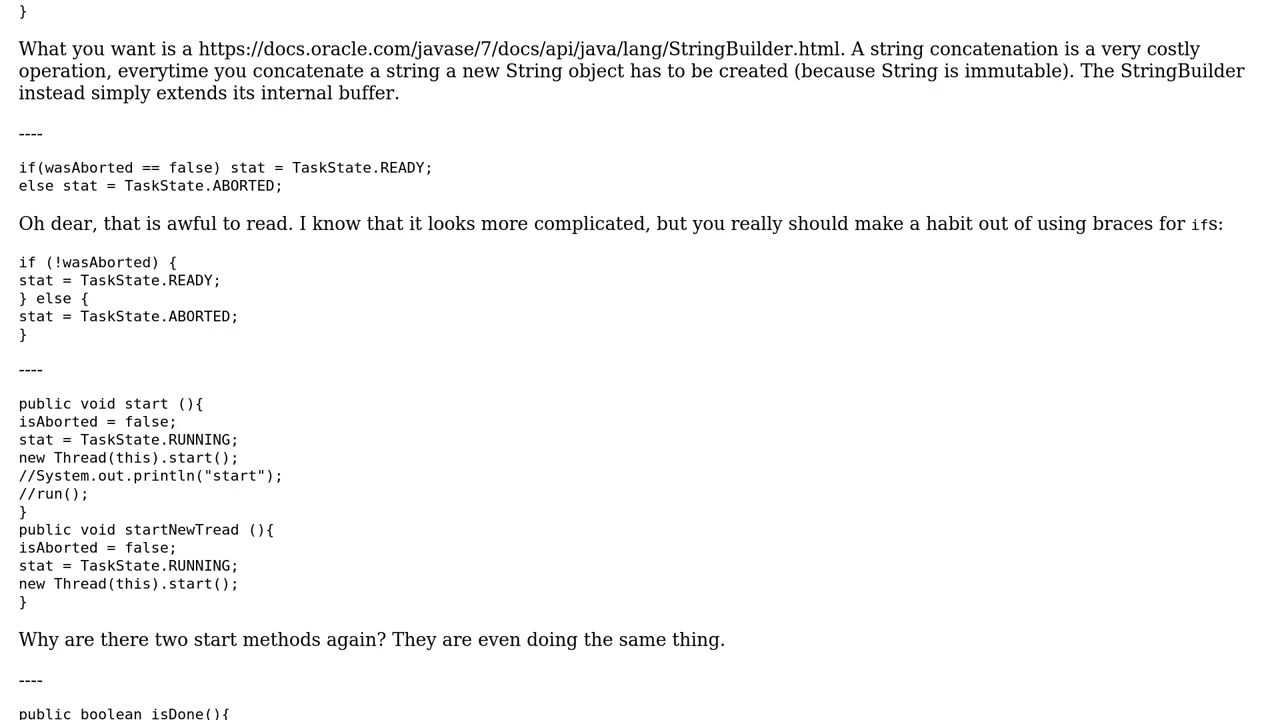 }
What you want is a https://docs.oracle.com/javase/7/docs/api/java/lang/StringBuilder.html. A string concatenation is a very costly
operation, everytime you concatenate a string a new String object has to be created (because String is immutable). The StringBuilder
instead simply extends its internal buffer.
----
if(wasAborted == false) stat = TaskState.READY;
else stat = TaskState.ABORTED;
Oh dear, that is awful to read. I know that it looks more complicated, but you really should make a habit out of using braces for ifs:
if (!wasAborted) {
stat = TaskState.READY;
} else {
stat = TaskState.ABORTED;
}
----
public void start (){
isAborted = false;
stat = TaskState.RUNNING;
new Thread(this).start();
//System.out.println("start");
//run();
}
public void startNewTread (){
isAborted = false;
stat = TaskState.RUNNING;
new Thread(this).start();
}
Why are there two start methods again? They are even doing the same thing.
----
public boolean isDone(){